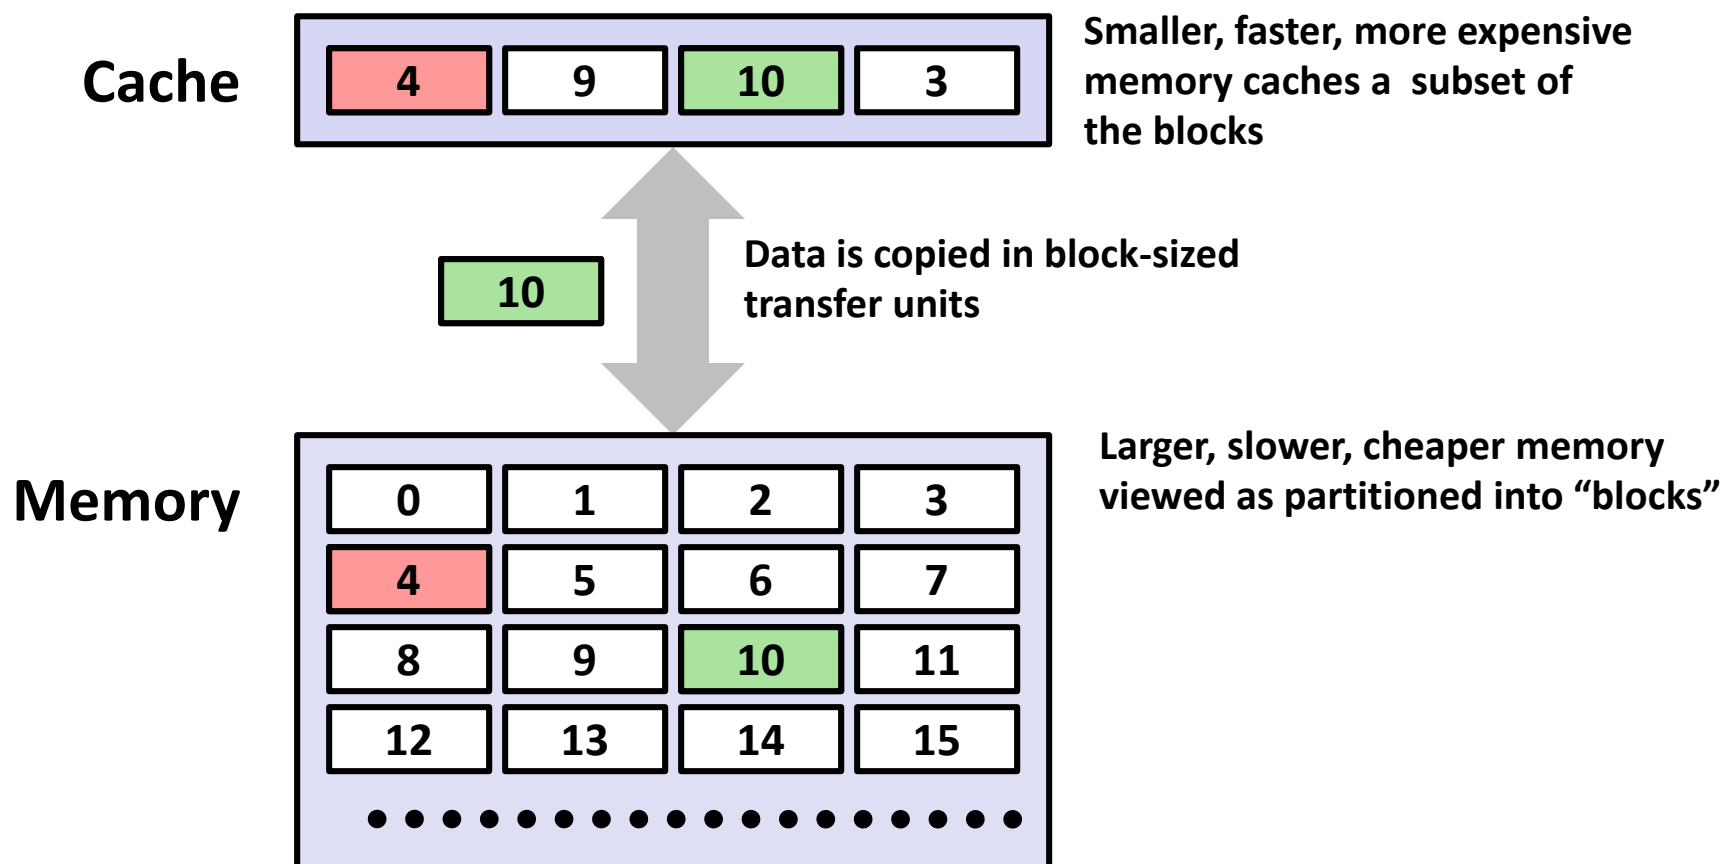 Cache
4 9 10 3
Smaller, faster, more expensive
memory caches a  subset of
the blocks
10
Data is copied in block-sized
transfer units
Memory
0 1 2 3
4 5 6 7
8 9 10 11
12 13 14 15
Larger, slower, cheaper memory
viewed as partitioned into “blocks”